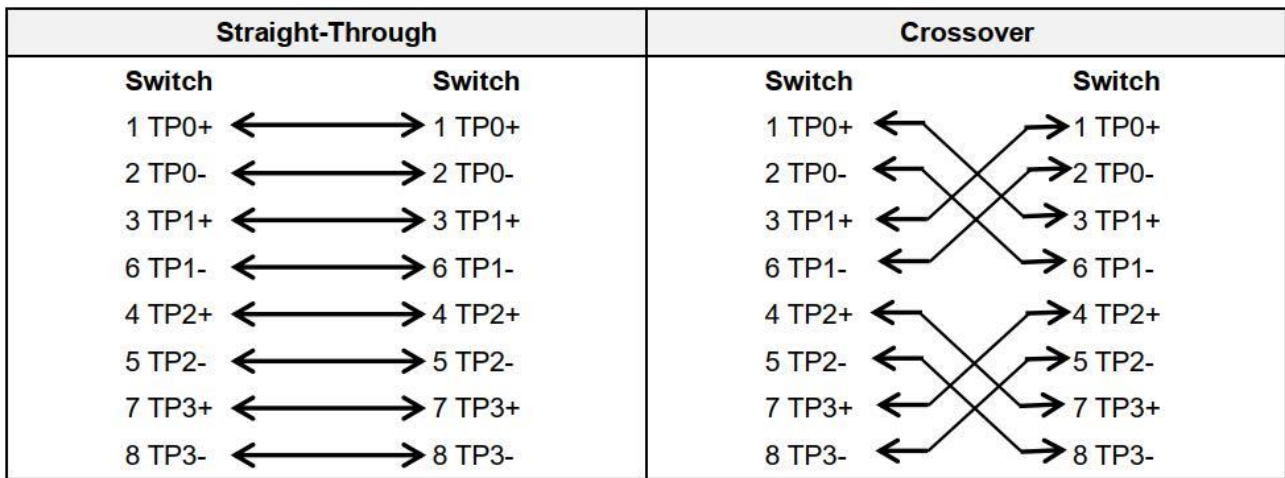 Straight-Through
Crossover
Switch Switch
1 TP0+ 1 TP0+
2 TP0- 2 TP0-
3 TP1+ 3 TP1+
6 TP1- 6 TP1-
4 TP2+ 4 TP2+
5 TP2- 5 TP2-
7 TP3+ 7 TP3+
8 TP3- 8 TP3-
Switch Switch
1 TP0+ 1 TP0+
2 TP0- 2 TP0-
3 TP1+ 3 TP1+
6 TP1- 6 TP1-
4 TP2+ 4 TP2+
5 TP2- 5 TP2-
7 TP3+ 7 TP3+
8 TP3- 8 TP3-